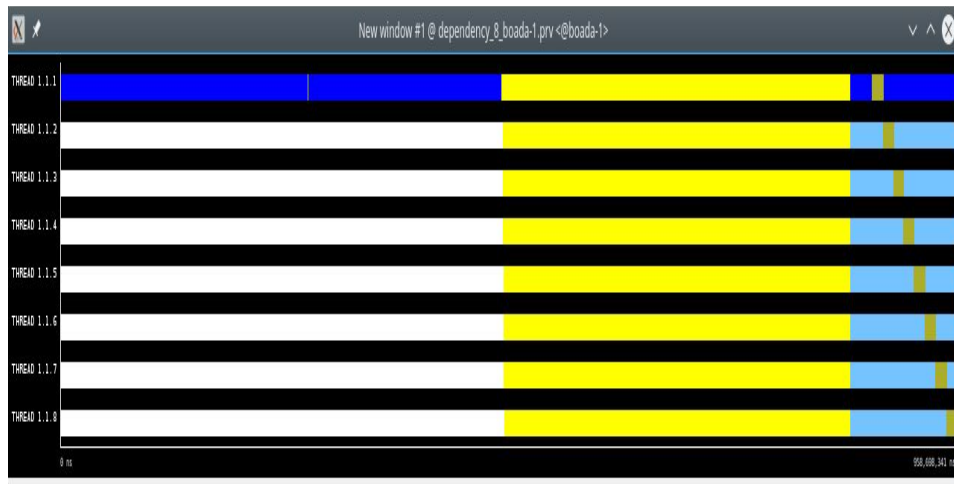 New window #1 @ dependency_8_boada-1.prv <@boada-1>
THREAD 1.1.1
THREAD 1.1.2
THREAD 1.1.3
THREAD 1.1.4
THREAD 1.1.5
THREAD 1.1.6
THREAD 1.1.7
THREAD 1.1.8
0 ns